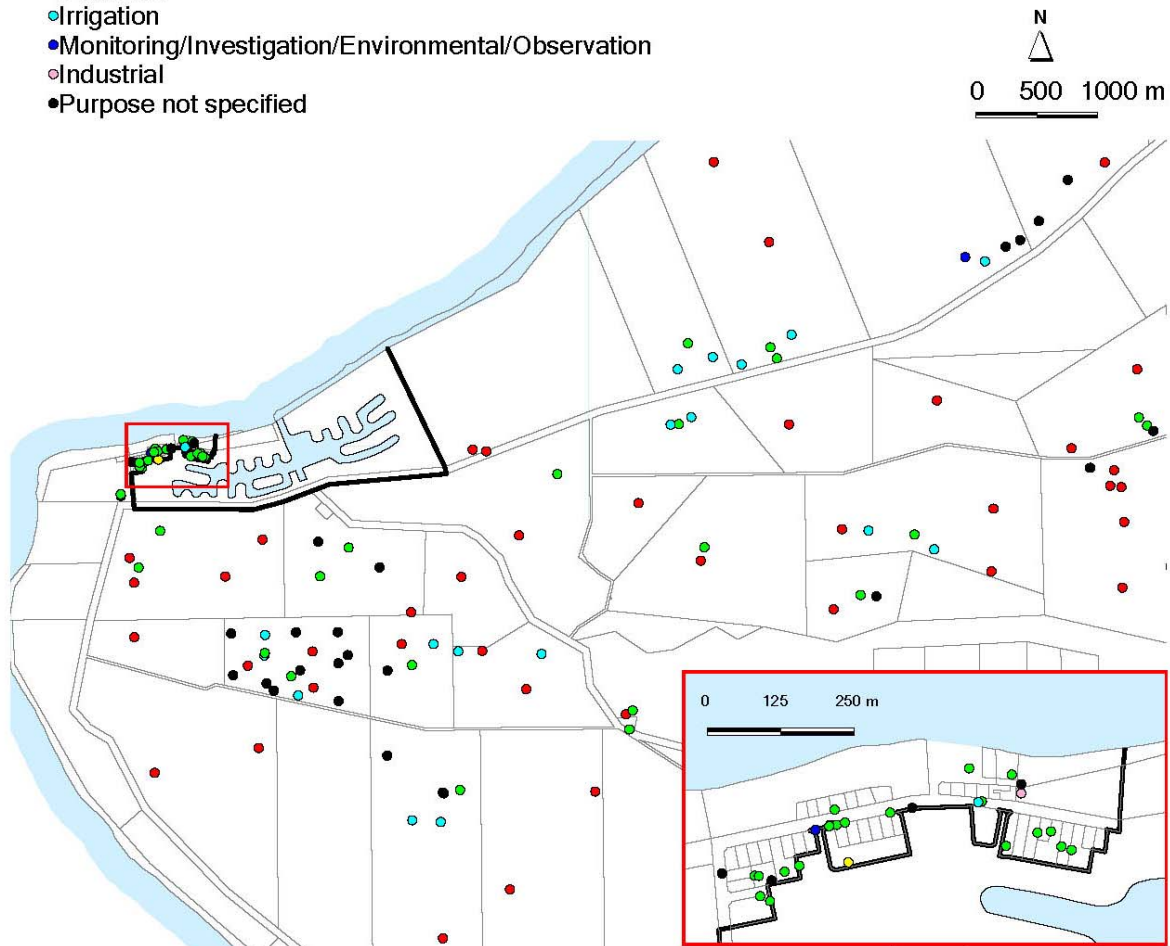 Irrigation
Monitoring/Investigation/Environmental/Observation
Industrial
Purpose not specified
N
0 500 1000 m
0 125 250 m